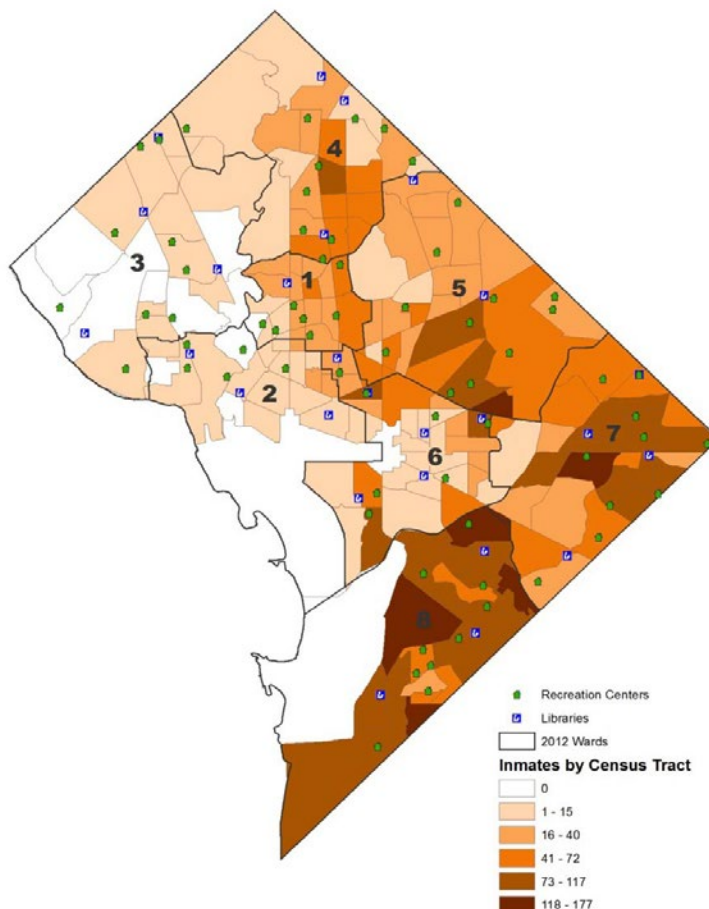 4
3
1
5
2
7
6
8
Recreation Centers
Libraries
2012 Wards
Inmates by Census Tract
0
1 - 15
16 - 40
41 - 72
73 - 117
118 - 177